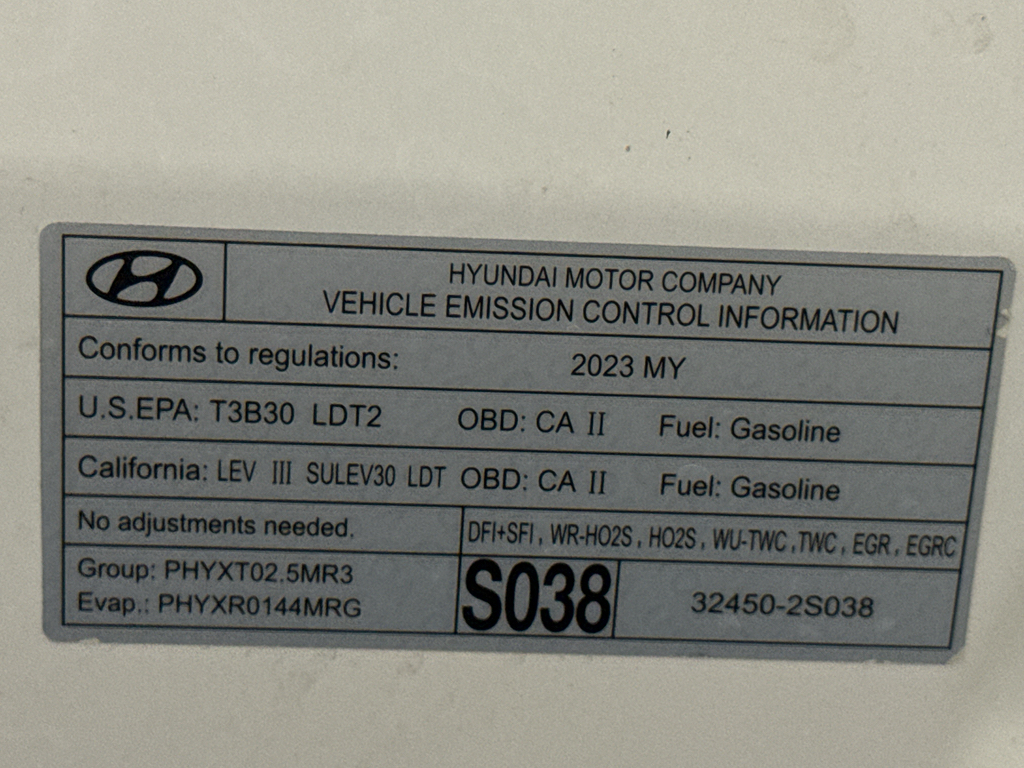 HYUNDAI MOTOR COMPANY
VEHICLE EMISSION CONTROL INFORMATION
Conforms to regulations: 2023 MY
U.S.EPA: T3B30 LDT2 OBD: CA II Fuel: Gasoline
California: LEV III SULEV30 LDT OBD: CA II Fuel: Gasoline
No adjustments needed. DFI+SFI , WR-HO2S , HO2S , WU-TWC ,TWC , EGR , EGRC
Group: PHYXT02.5MR3
Evap.: PHYXR0144MRG
S038
32450-2S038